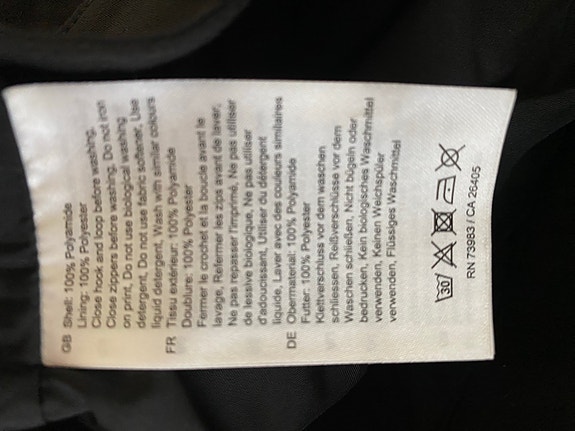 GB Shell: 100% Polyamide
Lining: 100% Polyester
Close hook and loop before washing,
Close zippers before washing, Do not iron
on print, Do not use biological washing
detergent, Do not use fabric softener, Use
liquid detergent, Wash with similar colours
FR Tissu extérieur: 100% Polyamide
Doublure: 100% Polyester
Fermer le crochet et la boucle avant le
lavage, Refermer les zips avant de laver,
Ne pas repasser l'imprimé, Ne pas utiliser
de lessive biologique, Ne pas utiliser
d'adoucissant, Utiliser du détergent
liquide, Laver avec des couleurs similaires
DE Obermaterial: 100% Polyamide
Futter: 100% Polyester
Klettverschluss vor dem waschen
schliessen, Reißverschlüsse vor dem
Waschen schließen, Nicht bügeln oder
bedrucken, Kein biologisches Waschmittel
verwenden, Keinen Weichspüler
verwenden, Flüssiges Waschmittel
verwenden
30
RN 73983 / CA 26405